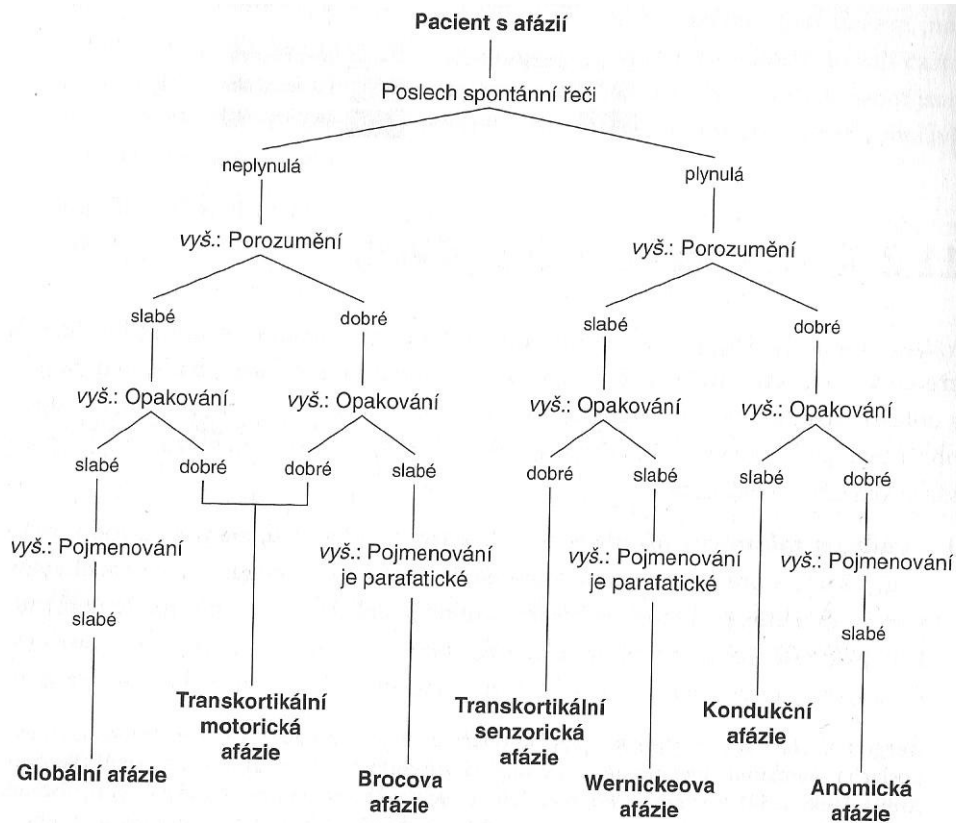 Pacient s afázií
Poslech spontánní řeči
neplynulá
plynulá
vyš.: Porozumění
vyš.: Porozumění
slabé
dobré
slabé
dobré
vyš.: Opakování
vyš.: Opakování
vyš.: Opakování
vyš.: Opakování
slabé
dobré
dobré
slabé
dobré
slabé
slabé
dobré
vyš.: Pojmenování
vyš.: Pojmenování
je parafatické
vyš.: Pojmenování
je parafatické
vyš.: Pojmenování
slabé
slabé
Transkortikální
motorická
afázie
Transkortikální
senzorická
afázie
Kondukční
afázie
Globální afázie
Brocova
afázie
Wernickeova
afázie
Anomická
afázie